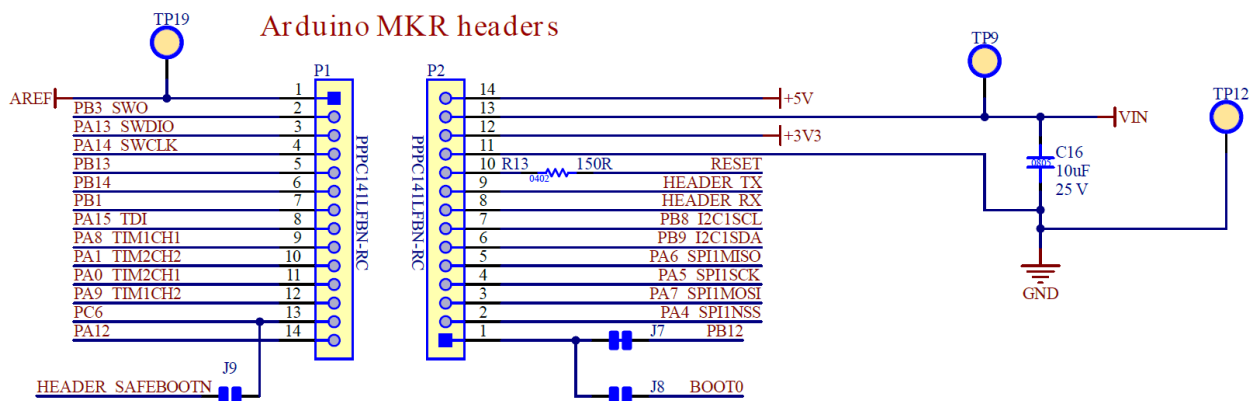 Arduino MKR headers
TP19
TP9
TP12
P1
P2
AREF
1
14
+5V
PB3 SWO
2
13
VIN
PA13 SWDIO
3
12
+3V3
PA14 SWCLK
4
11
PB13
5
10
R13
0402
150R
RESET
PB14
6
9
HEADER TX
PB1
7
8
HEADER RX
PA15 TDI
8
7
PB8 I2C1SCL
PA8 TIM1CH1
9
6
PB9 I2C1SDA
PA1 TIM2CH2
10
5
PA6 SPI1MISO
PA0 TIM2CH1
11
4
PA5 SPI1SCK
PA9 TIM1CH2
12
3
PA7 SPI1MOSI
PC6
13
2
PA4 SPI1NSS
PA12
14
1
J7
PB12
PPPC141LFBN-RC
PPPC141LFBN-RC
C16
0805
10uF
25 V
GND
J9
HEADER SAFEBOOTN
J8
BOOT0